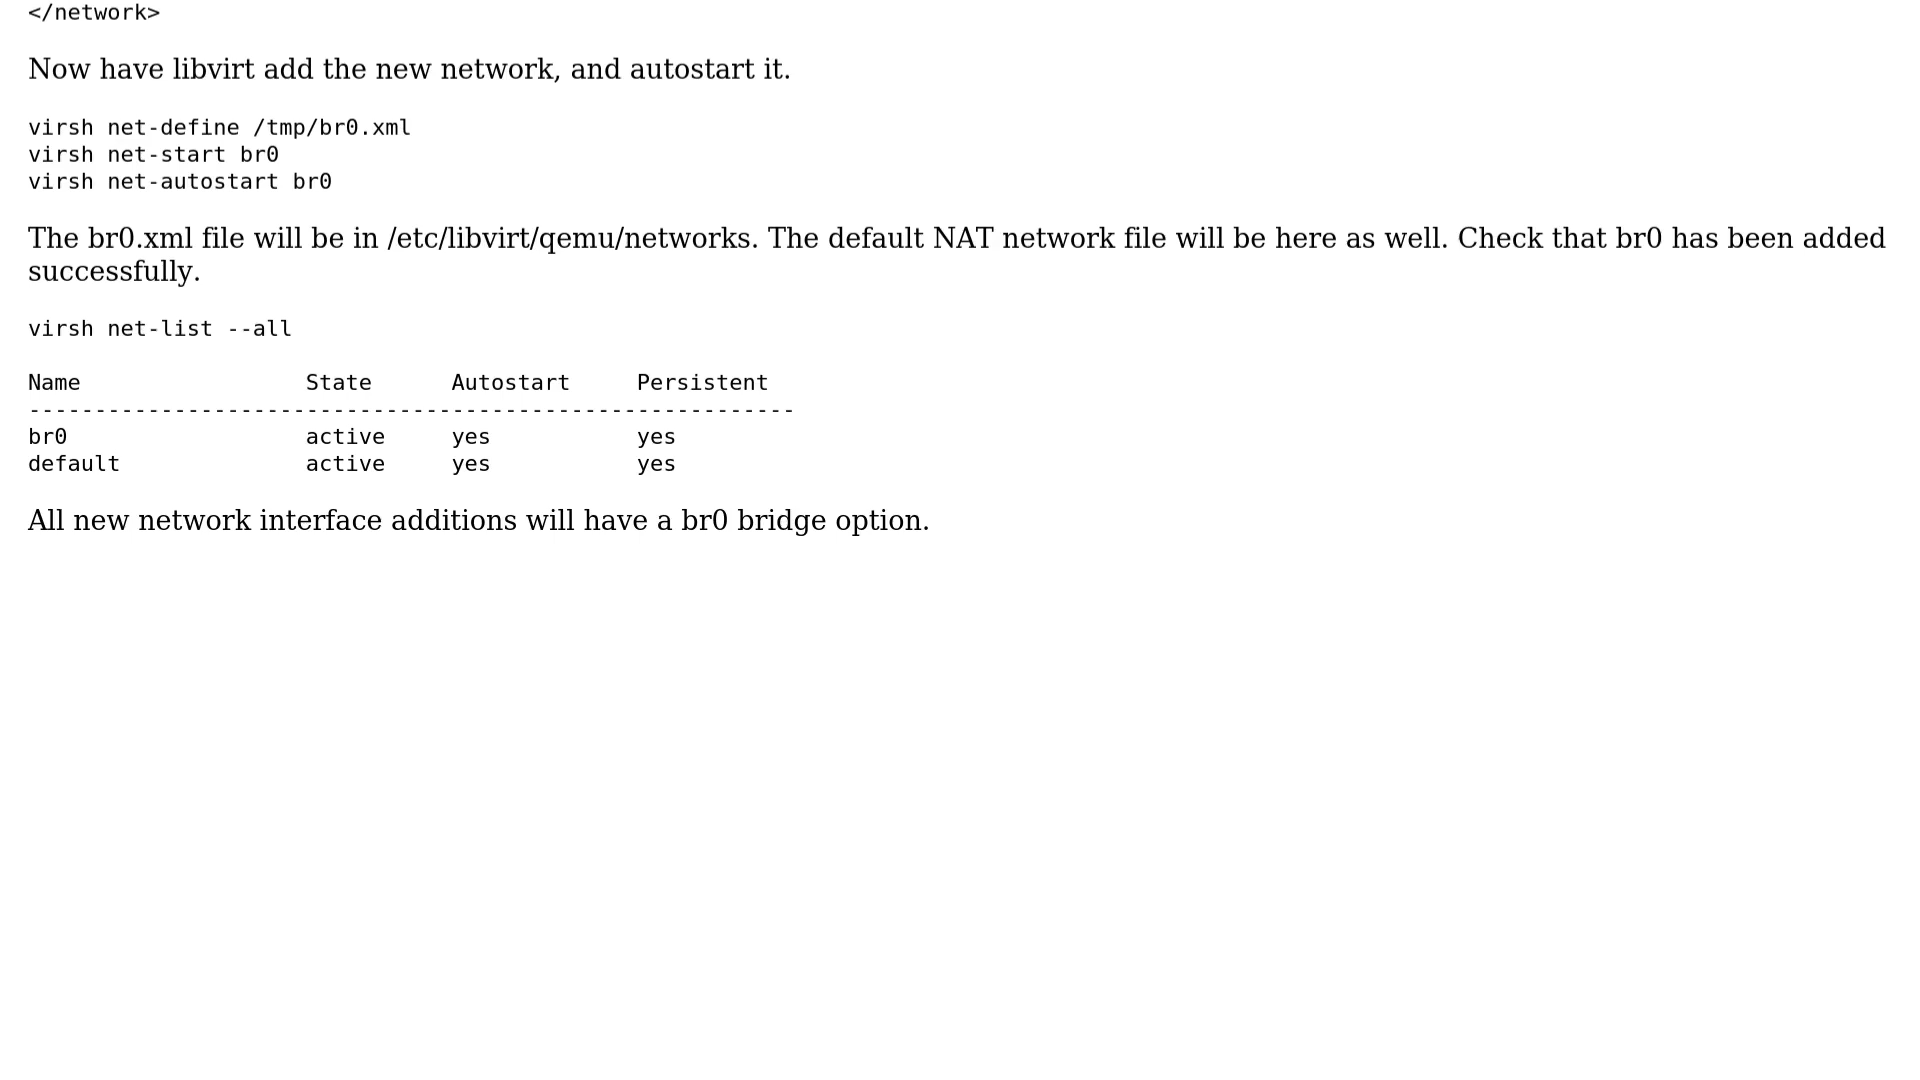 </network>
Now have libvirt add the new network, and autostart it.
virsh net-define /tmp/br0.xml
virsh net-start br0
virsh net-autostart br0
The br0.xml file will be in /etc/libvirt/qemu/networks. The default NAT network file will be here as well. Check that br0 has been added
successfully.
virsh net-list --all
Name                 State      Autostart     Persistent
----------------------------------------------------------
br0                  active     yes           yes
default              active     yes           yes
All new network interface additions will have a br0 bridge option.